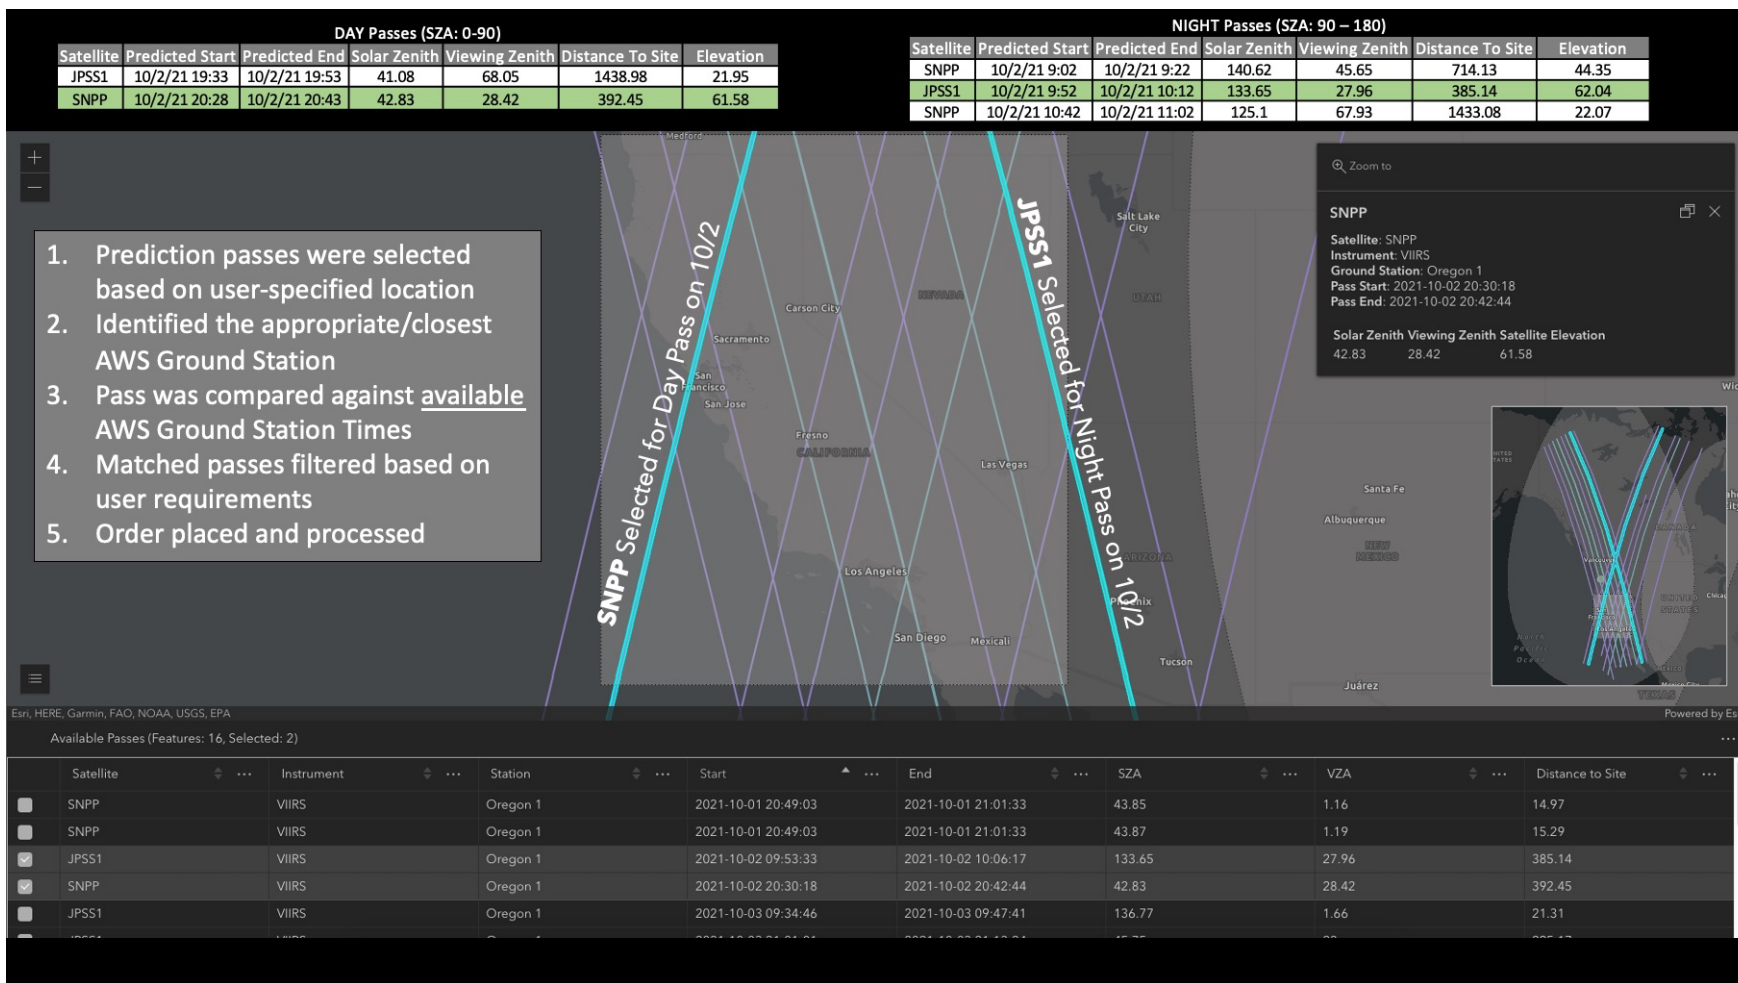 DAY Passes (SZA: 0-90)
Satellite Predicted Start Predicted End Solar Zenith Viewing Zenith Distance To Site Elevation
JPSS1 10/2/21 19:33 10/2/21 19:53 41.08 68.05 1438.98 21.95
SNPP 10/2/21 20:28 10/2/21 20:43 42.83 28.42 392.45 61.58
NIGHT Passes (SZA: 90 – 180)
Satellite Predicted Start Predicted End Solar Zenith Viewing Zenith Distance To Site Elevation
SNPP 10/2/21 9:02 10/2/21 9:22 140.62 45.65 714.13 44.35
JPSS1 10/2/21 9:52 10/2/21 10:12 133.65 27.96 385.14 62.04
SNPP 10/2/21 10:42 10/2/21 11:02 125.1 67.93 1433.08 22.07
1. Prediction passes were selected
based on user-specified location
2. Identified the appropriate/closest
AWS Ground Station
3. Pass was compared against available
AWS Ground Station Times
4. Matched passes filtered based on
user requirements
5. Order placed and processed
SNPP Selected for Day Pass on 10/2
JPSS1 Selected for Night Pass on 10/2
Medford
Salt Lake
City
NEVADA
UTAH
Carson City
Sacramento
San
Francisco
San Jose
Fresno
CALIFORNIA
Las Vegas
Santa Fe
Albuquerque
NEW
MEXICO
ARIZONA
Los Angeles
Phoenix
San Diego
Mexicali
Tucson
Juárez
TEXAS
Zoom to
SNPP
Satellite: SNPP
Instrument: VIIRS
Ground Station: Oregon 1
Pass Start: 2021-10-02 20:30:18
Pass End: 2021-10-02 20:42:44
Solar Zenith Viewing Zenith Satellite Elevation
42.83 28.42 61.58
CANADA
Vancouver
UNITED
STATES
Chicag
Los Angeles
North
Pacific
Ocean
Mexico City
Esri, HERE, Garmin, FAO, NOAA, USGS, EPA
Powered by Es
Available Passes (Features: 16, Selected: 2)
Satellite Instrument Station Start End SZA VZA Distance to Site
SNPP VIIRS Oregon 1 2021-10-01 20:49:03 2021-10-01 21:01:33 43.85 1.16 14.97
SNPP VIIRS Oregon 1 2021-10-01 20:49:03 2021-10-01 21:01:33 43.87 1.19 15.29
JPSS1 VIIRS Oregon 1 2021-10-02 09:53:33 2021-10-02 10:06:17 133.65 27.96 385.14
SNPP VIIRS Oregon 1 2021-10-02 20:30:18 2021-10-02 20:42:44 42.83 28.42 392.45
JPSS1 VIIRS Oregon 1 2021-10-03 09:34:46 2021-10-03 09:47:41 136.77 1.66 21.31